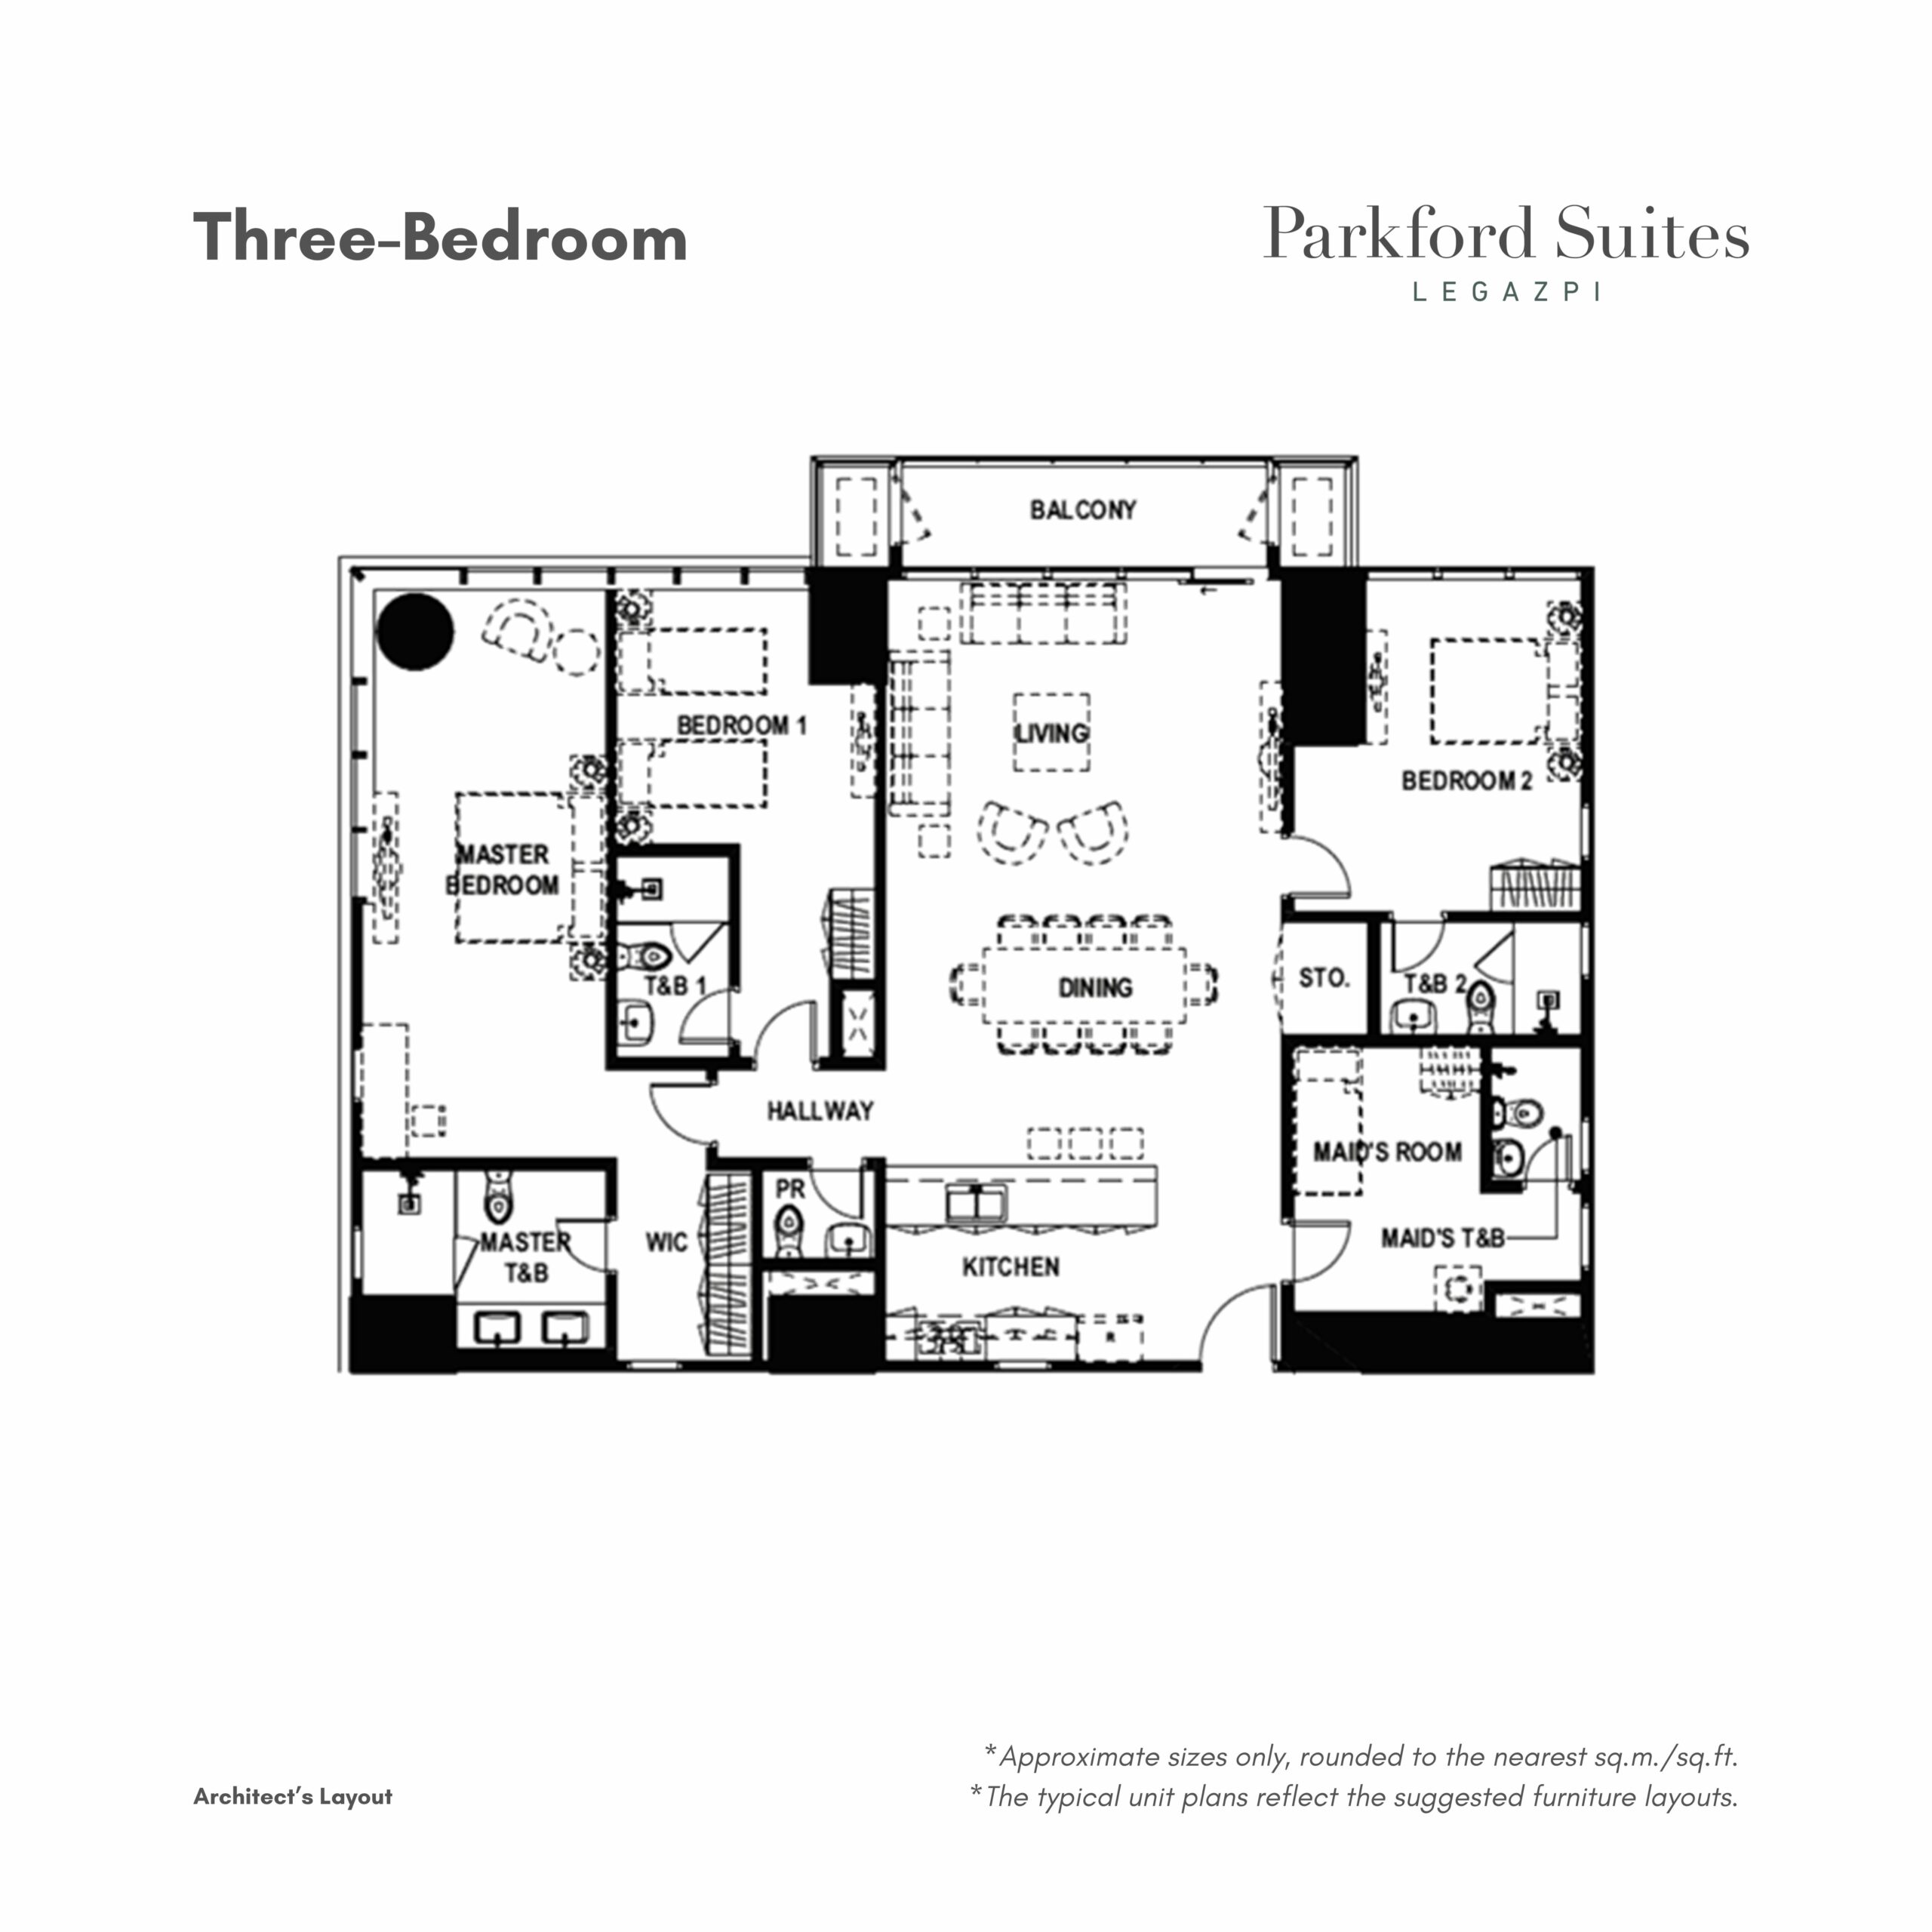 Three-Bedroom
Parkford Suites
LEGAZPI
BALCONY
BEDROOM 1
LIVING
BEDROOM 2
MASTER
BEDROOM
T&B 1
DINING
STO.
T&B 2
HALLWAY
MAID'S ROOM
PR
MASTER
T&B
WIC
KITCHEN
MAID'S T&B
R
*Approximate sizes only, rounded to the nearest sq.m./sq.ft.
Architect's Layout
*The typical unit plans reflect the suggested furniture layouts.